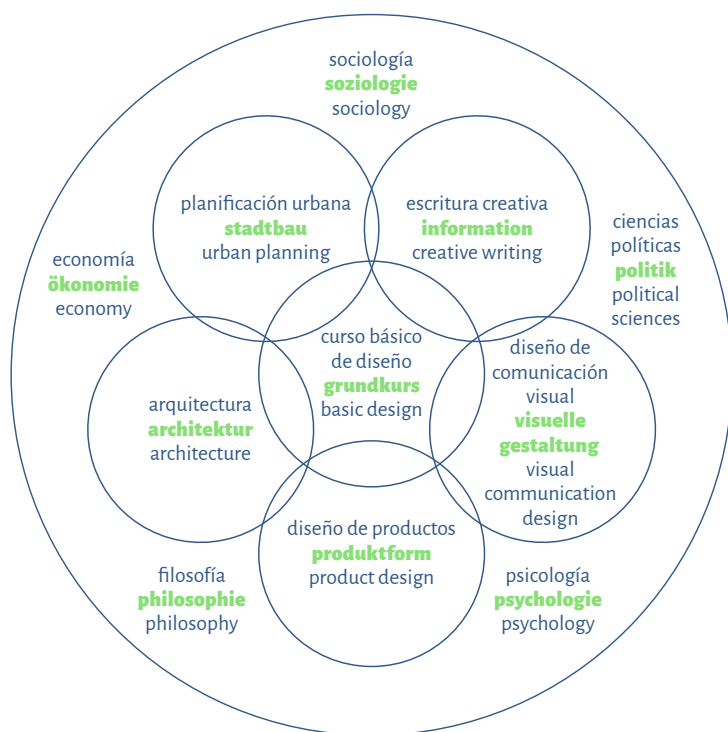 sociología
soziologie
sociology
planificación urbana
stadtbau
urban planning
escritura creativa
information
creative writing
ciencias
políticas
politik
political
sciences
economía
ökonomie
economy
curso básico
de diseño
grundkurs
basic design
diseño de
comunicación
visual
visuelle
gestaltung
visual
communication
design
arquitectura
architektur
architecture
diseño de productos
produktform
product design
filosofía
philosophie
philosophy
psicología
psychologie
psychology